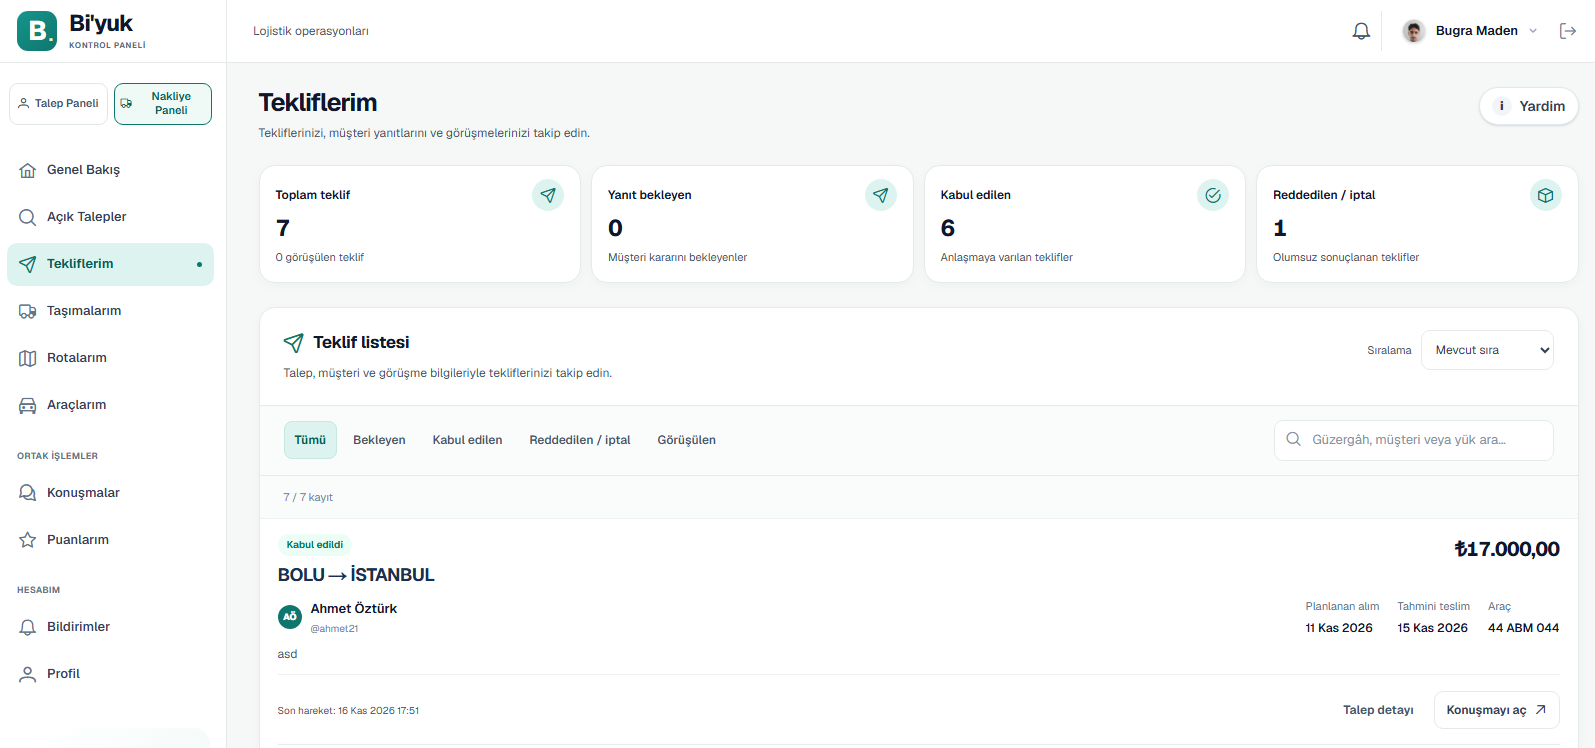 B.
Bi'yuk
KONTROL PANELİ
Lojistik operasyonları
Bugra Maden
Talep Paneli
Nakliye
Paneli
Genel Bakış
Açık Talepler
Tekliflerim
Taşımalarım
Rotalarım
Araçlarım
ORTAK İŞLEMLER
Konuşmalar
Puanlarım
HESABIM
Bildirimler
Profil
Tekliflerim
Tekliflerinizi, müşteri yanıtlarını ve görüşmelerinizi takip edin.
i Yardim
Toplam teklif
7
0 görüşülen teklif
Yanıt bekleyen
0
Müşteri kararını bekleyenler
Kabul edilen
6
Anlaşmaya varılan teklifler
Reddedilen / iptal
1
Olumsuz sonuçlanan teklifler
Teklif listesi
Talep, müşteri ve görüşme bilgileriyle tekliflerinizi takip edin.
Sıralama
Mevcut sıra
Tümü
Bekleyen
Kabul edilen
Reddedilen / iptal
Görüşülen
Güzergâh, müşteri veya yük ara...
7 / 7 kayıt
Kabul edildi
₺17.000,00
BOLU → İSTANBUL
AÖ
Ahmet Öztürk
@ahmet21
Planlanan alım
11 Kas 2026
Tahmini teslim
15 Kas 2026
Araç
44 ABM 044
asd
Son hareket: 16 Kas 2026 17:51
Talep detayı
Konuşmayı aç